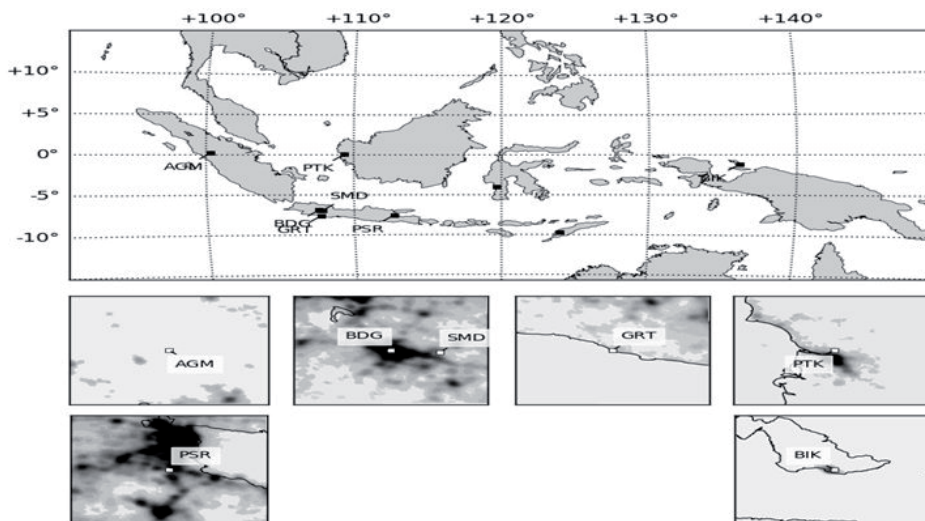 +100° +110° +120° +130° +140°
+10°
+5°
0°
AGM PTK BIK
-5°
SMD
BDG
GRT PSR
-10°
BDG SMD GRT
AGM PTK
PSR BIK